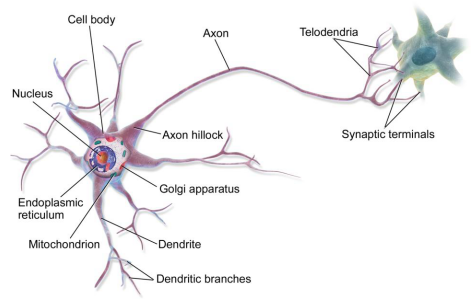 Cell body
Axon
Telodendria
Nucleus
Axon hillock
Synaptic terminals
Golgi apparatus
Endoplasmic
reticulum
Mitochondrion
Dendrite
Dendritic branches